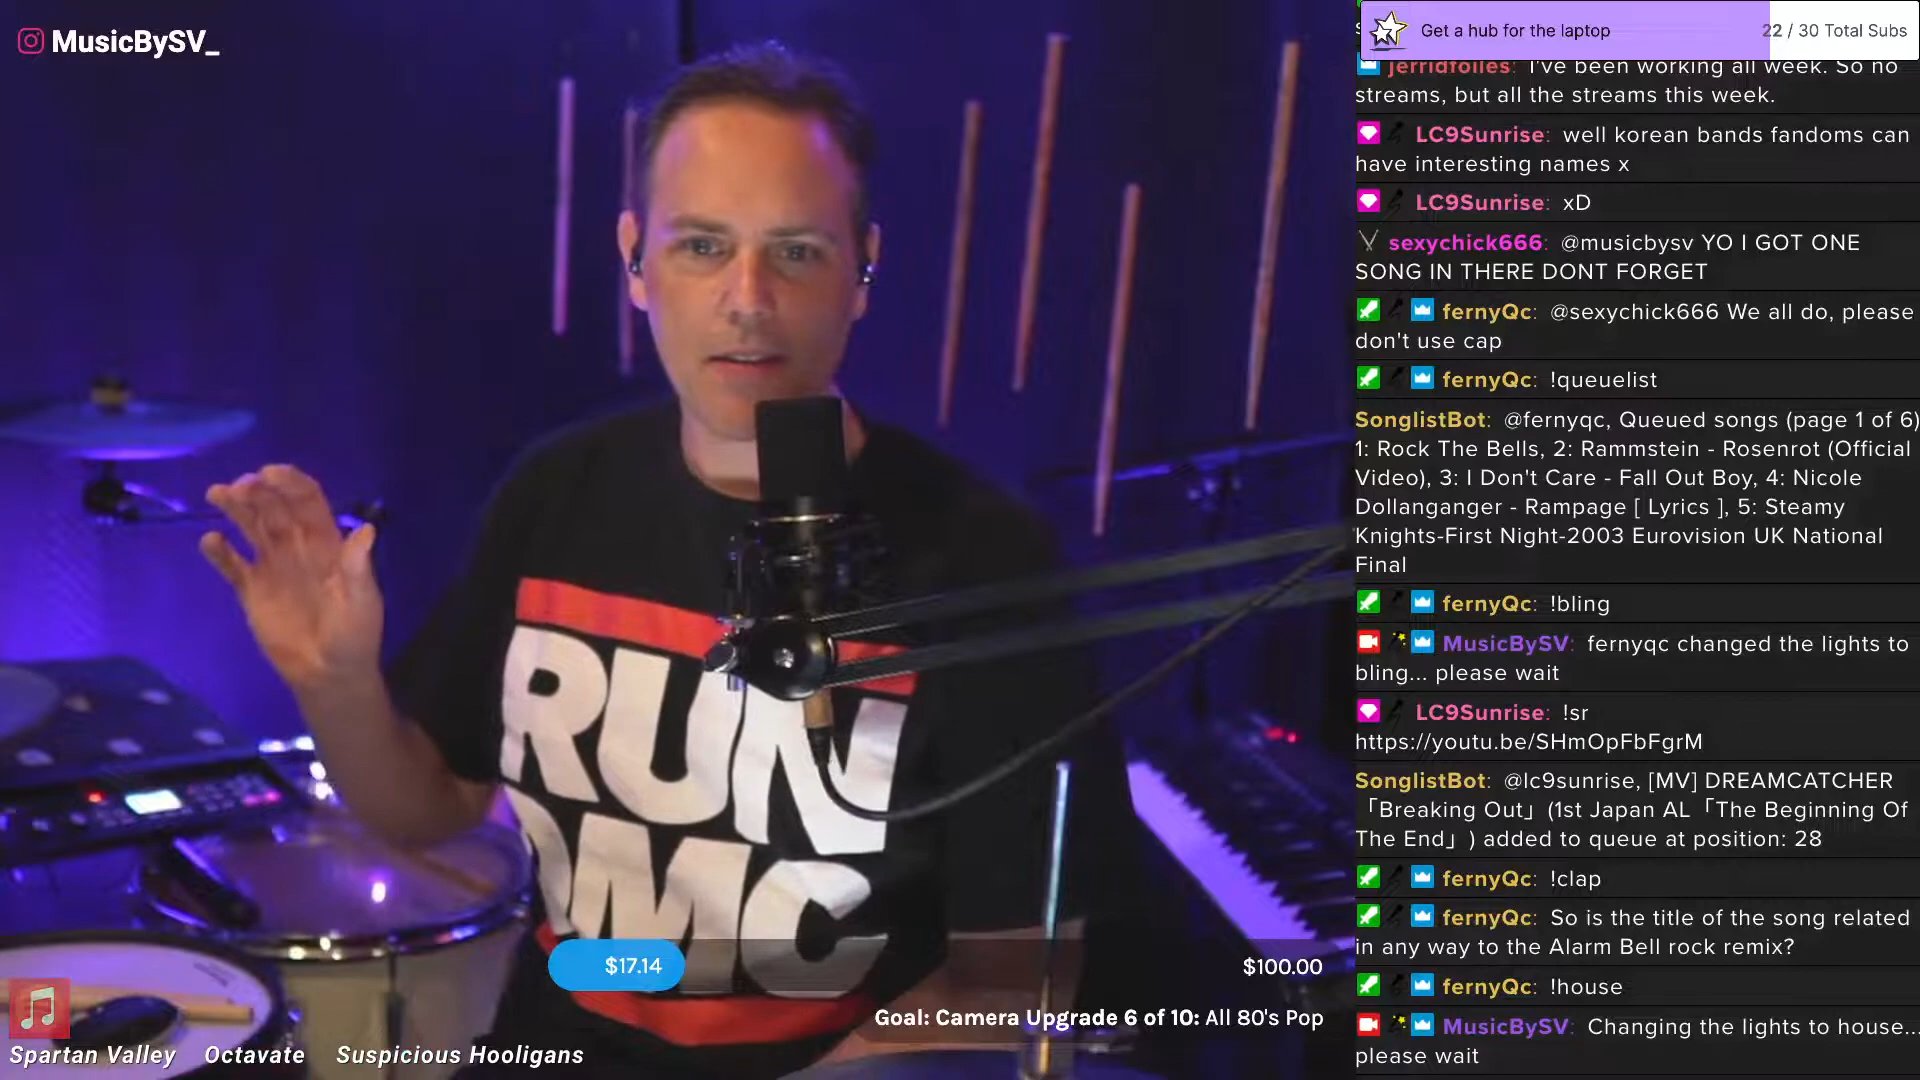 MusicBySV_
Get a hub for the laptop
22 / 30 Total Subs
jerridfoiles: I've been working all week. So no
streams, but all the streams this week.
LC9Sunrise: well korean bands fandoms can
have interesting names x
LC9Sunrise: xD
sexychick666: @musicbysv YO I GOT ONE
SONG IN THERE DONT FORGET
fernyQc: @sexychick666 We all do, please
don't use cap
fernyQc: !queuelist
SonglistBot: @fernyqc, Queued songs (page 1 of 6)
1: Rock The Bells, 2: Rammstein - Rosenrot (Official
Video), 3: I Don't Care - Fall Out Boy, 4: Nicole
Dollanganger - Rampage [ Lyrics ], 5: Steamy
Knights-First Night-2003 Eurovision UK National
Final
fernyQc: !bling
MusicBySV: fernyqc changed the lights to
bling... please wait
LC9Sunrise: !sr
https://youtu.be/SHmOpFbFgrM
SonglistBot: @lc9sunrise, [MV] DREAMCATCHER
「Breaking Out」 (1st Japan AL「The Beginning Of
The End」) added to queue at position: 28
fernyQc: !clap
fernyQc: So is the title of the song related
in any way to the Alarm Bell rock remix?
fernyQc: !house
MusicBySV: Changing the lights to house...
please wait
RUN
DMC
$17.14
$100.00
Goal: Camera Upgrade 6 of 10: All 80's Pop
Spartan Valley Octavate Suspicious Hooligans